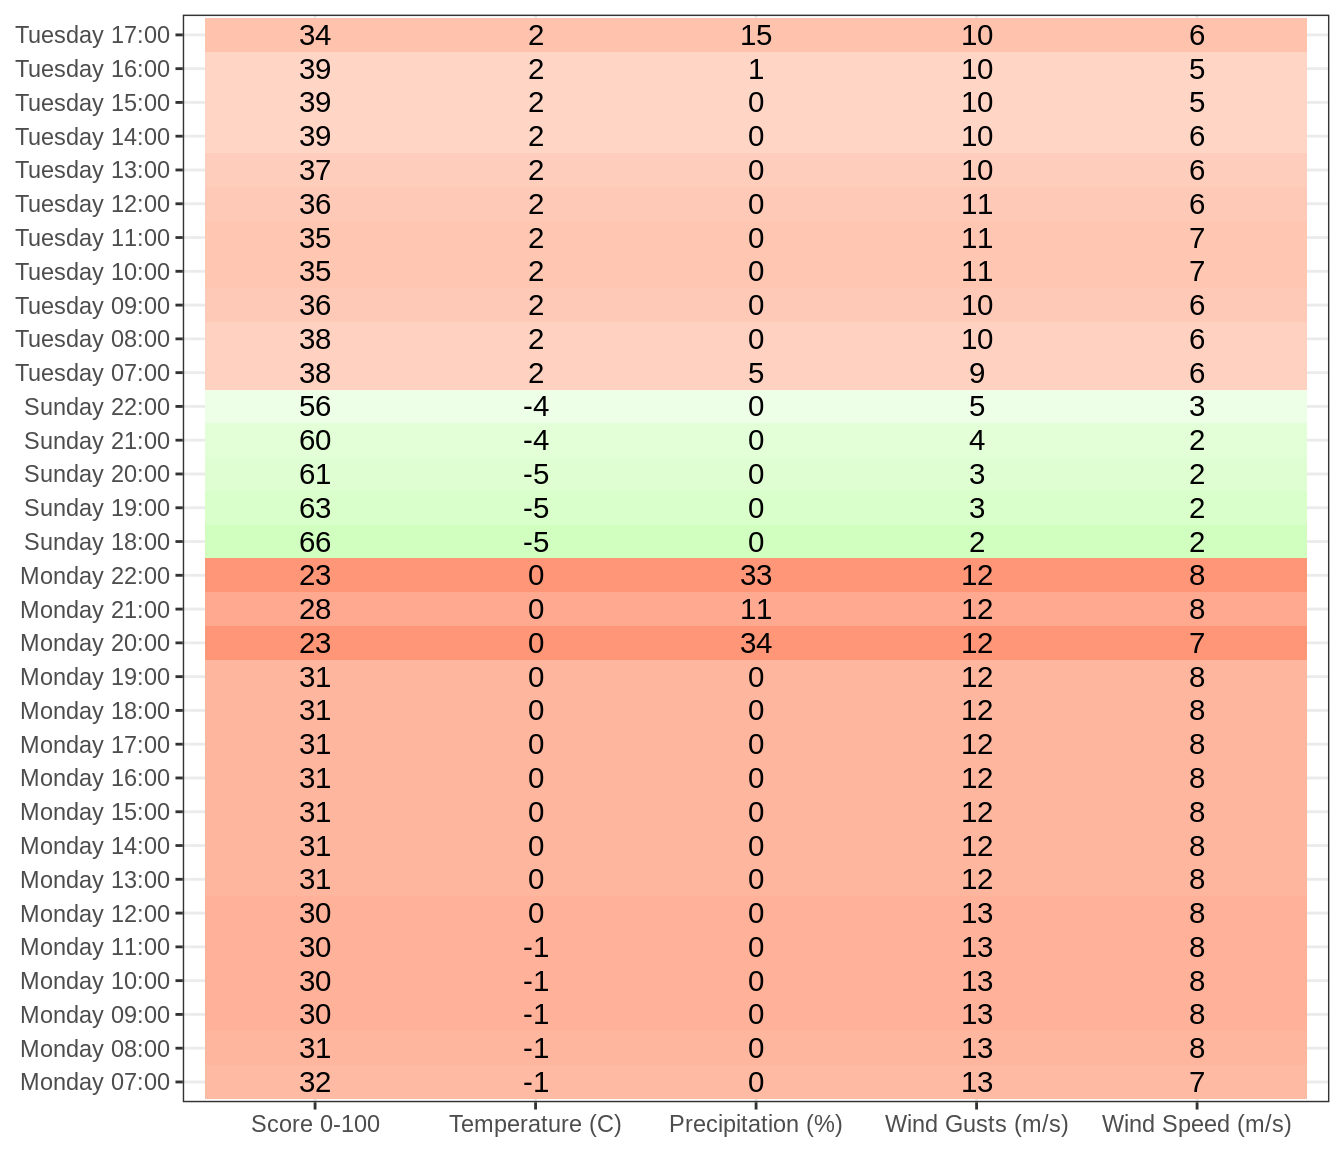 Tuesday 17:00 34 2 15 10 6
Tuesday 16:00 39 2 1 10 5
Tuesday 15:00 39 2 0 10 5
Tuesday 14:00 39 2 0 10 6
Tuesday 13:00 37 2 0 10 6
Tuesday 12:00 36 2 0 11 6
Tuesday 11:00 35 2 0 11 7
Tuesday 10:00 35 2 0 11 7
Tuesday 09:00 36 2 0 10 6
Tuesday 08:00 38 2 0 10 6
Tuesday 07:00 38 2 5 9 6
Sunday 22:00 56 -4 0 5 3
Sunday 21:00 60 -4 0 4 2
Sunday 20:00 61 -5 0 3 2
Sunday 19:00 63 -5 0 3 2
Sunday 18:00 66 -5 0 2 2
Monday 22:00 23 0 33 12 8
Monday 21:00 28 0 11 12 8
Monday 20:00 23 0 34 12 7
Monday 19:00 31 0 0 12 8
Monday 18:00 31 0 0 12 8
Monday 17:00 31 0 0 12 8
Monday 16:00 31 0 0 12 8
Monday 15:00 31 0 0 12 8
Monday 14:00 31 0 0 12 8
Monday 13:00 31 0 0 12 8
Monday 12:00 30 0 0 13 8
Monday 11:00 30 -1 0 13 8
Monday 10:00 30 -1 0 13 8
Monday 09:00 30 -1 0 13 8
Monday 08:00 31 -1 0 13 8
Monday 07:00 32 -1 0 13 7
Score 0-100 Temperature (C) Precipitation (%) Wind Gusts (m/s) Wind Speed (m/s)